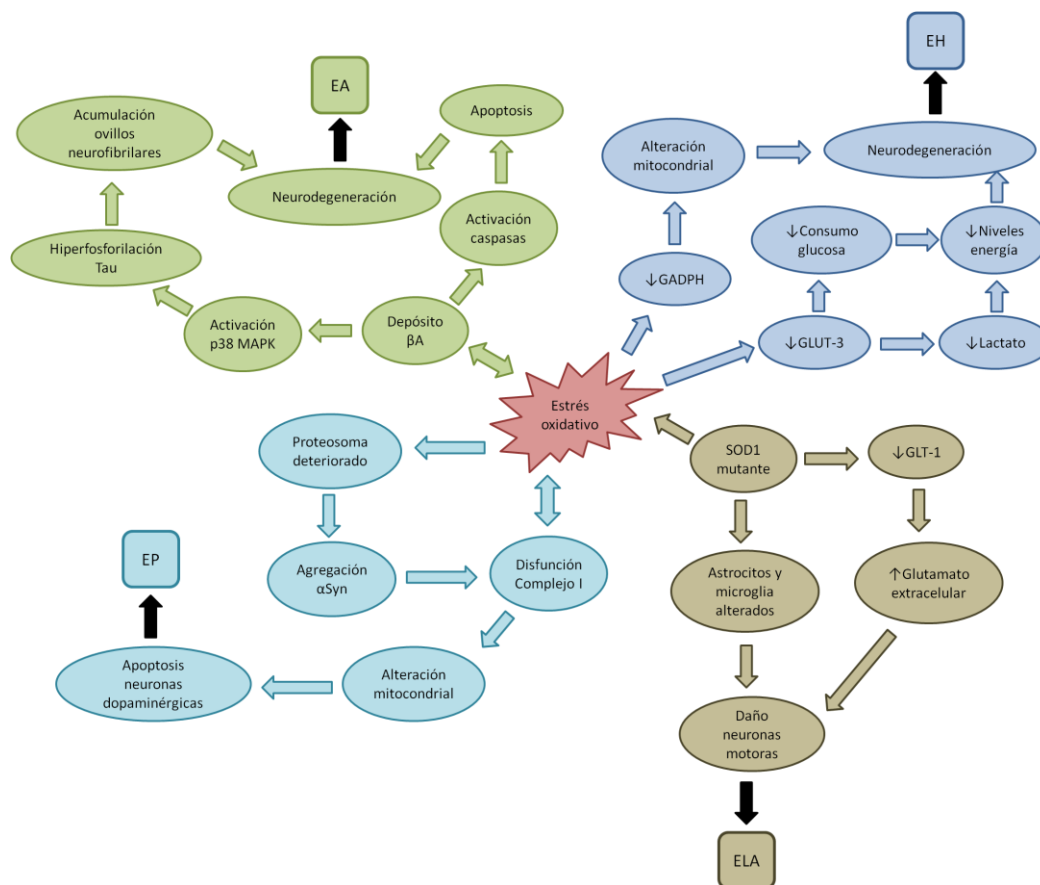 EA
Acumulación
ovillos
neurofibrilares
Apoptosis
Neurodegeneración
Activación
caspasas
Hiperfosforilación
Tau
Activación
p38 MAPK
Depósito
βA
EH
Alteración
mitocondrial
Neurodegeneración
↓Consumo
glucosa
↓Niveles
energía
↓GADPH
↓GLUT-3
↓Lactato
Estrés
oxidativo
Proteosoma
deteriorado
Agregación
αSyn
Disfunción
Complejo I
EP
Apoptosis
neuronas
dopaminérgicas
Alteración
mitocondrial
SOD1
mutante
↓GLT-1
Astrocitos y
microglia
alterados
↑Glutamato
extracelular
Daño
neuronas
motoras
ELA